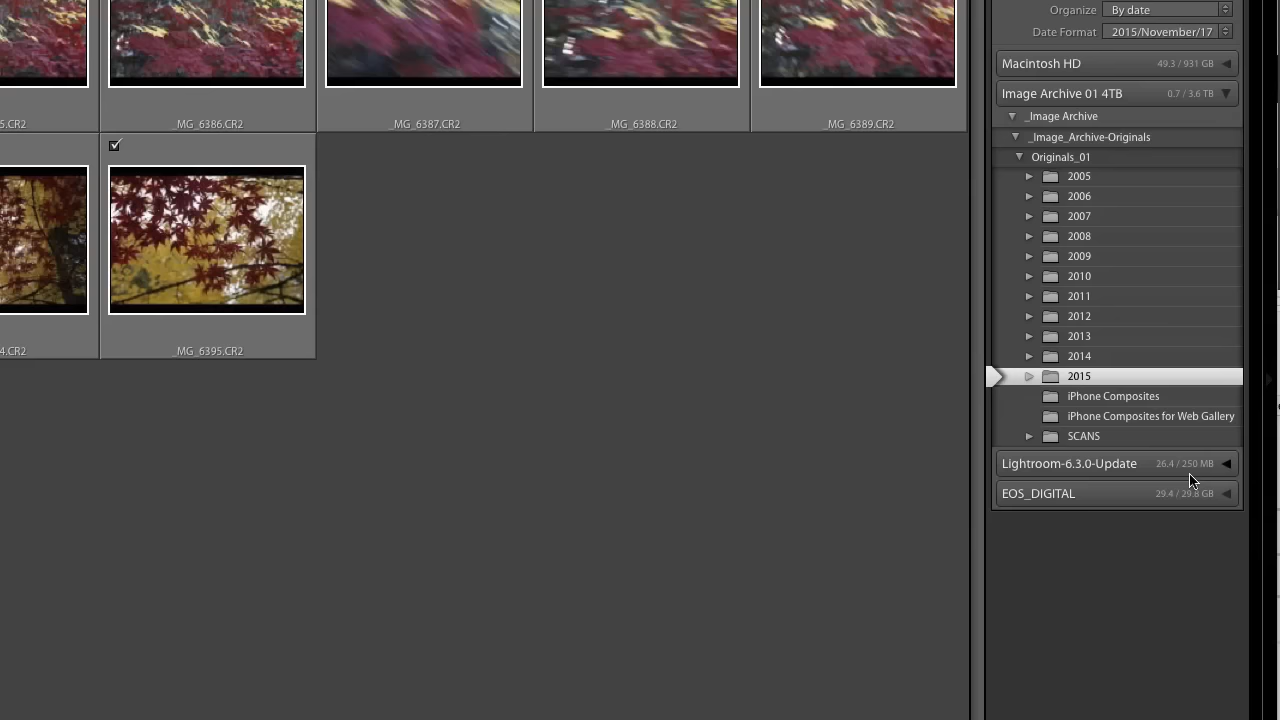 Organize By date
Date Format 2015/November/17
Macintosh HD 49.3 / 931 GB
Image Archive 01 4TB 0.7 / 3.6 TB
_Image Archive
_Image_Archive-Originals
Originals_01
2005
2006
2007
2008
2009
2010
2011
2012
2013
2014
2015
iPhone Composites
iPhone Composites for Web Gallery
SCANS
Lightroom-6.3.0-Update 26.4 / 250 MB
EOS_DIGITAL 29.4 / 29.8 GB
5.CR2 _MG_6386.CR2 _MG_6387.CR2 _MG_6388.CR2 _MG_6389.CR2
4.CR2 _MG_6395.CR2